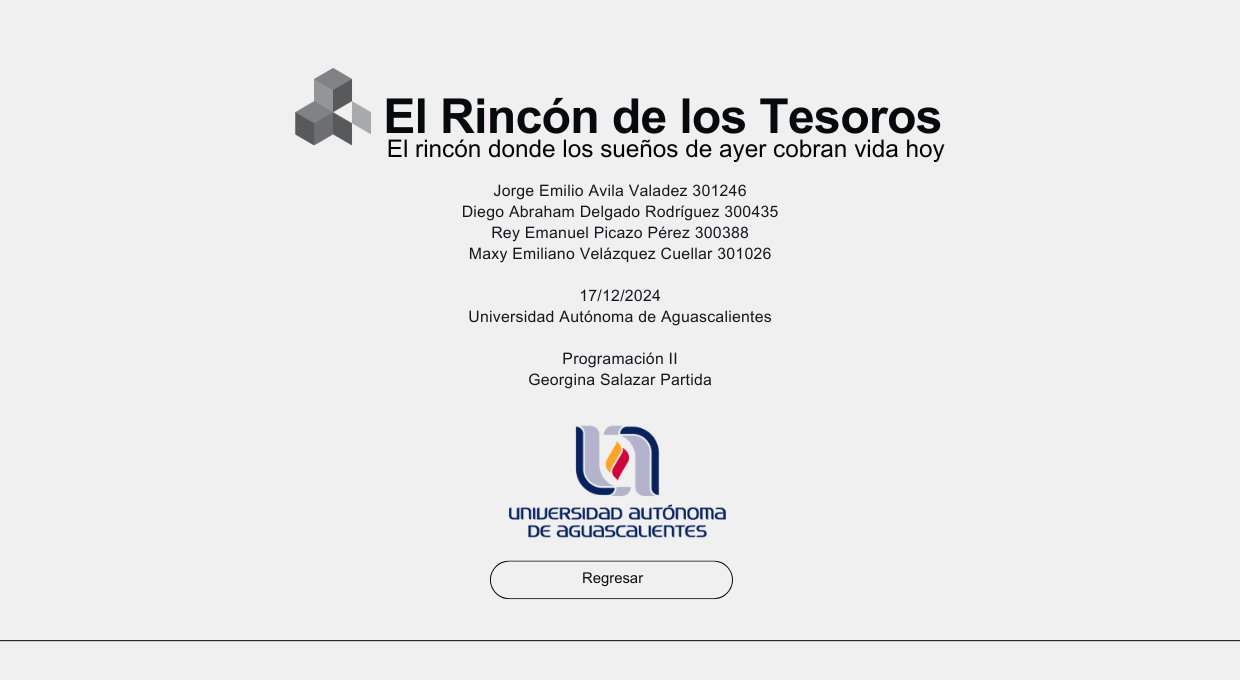 El Rincón de los Tesoros
El rincón donde los sueños de ayer cobran vida hoy
Jorge Emilio Avila Valadez 301246
Diego Abraham Delgado Rodríguez 300435
Rey Emanuel Picazo Pérez 300388
Maxy Emiliano Velázquez Cuellar 301026
17/12/2024
Universidad Autónoma de Aguascalientes
Programación II
Georgina Salazar Partida
UNIVERSIDAD AUTÓNOMA
DE AGUASCALIENTES
Regresar